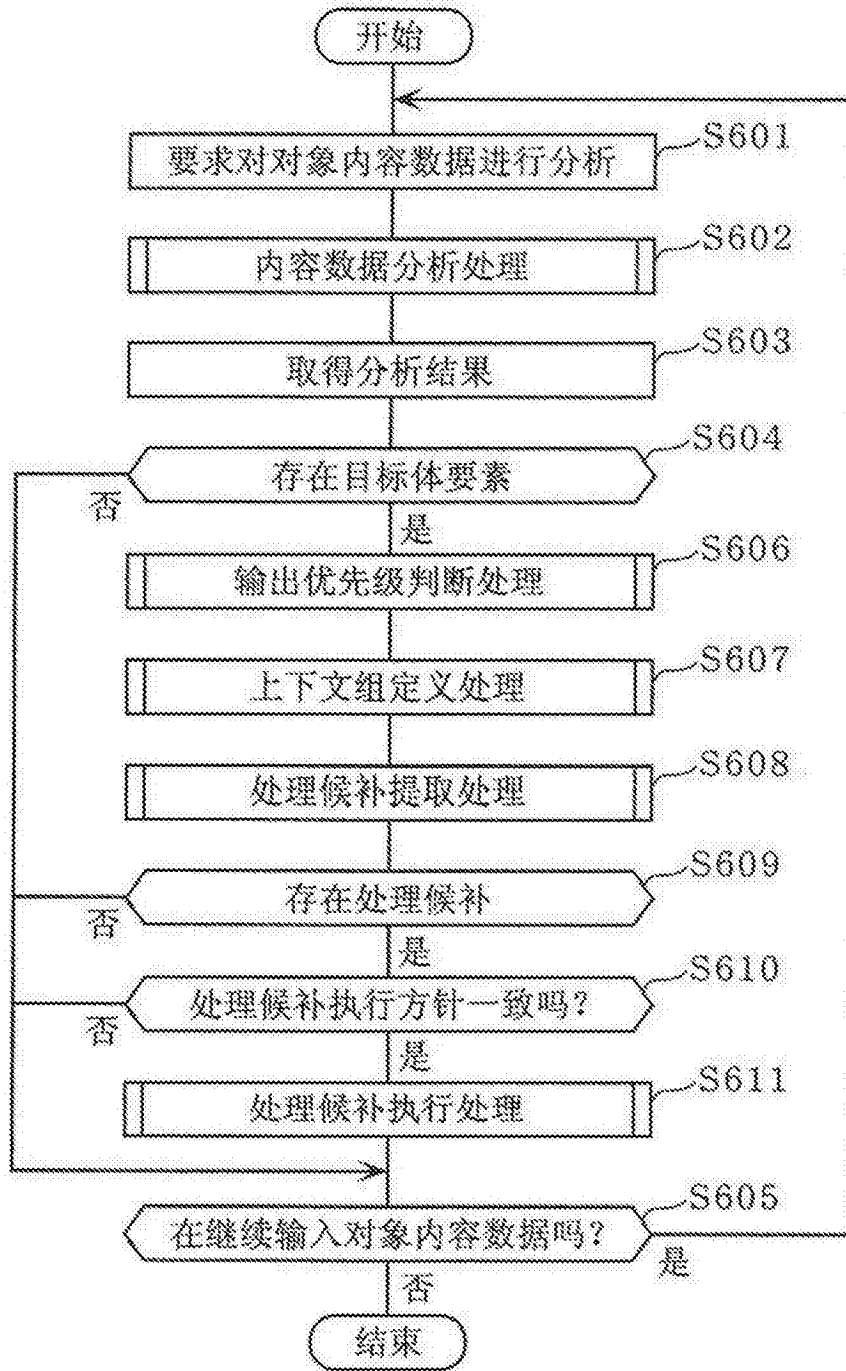 开始
要求对对象内容数据进行分析
S601
内容数据分析处理
S602
取得分析结果
S603
存在目标体要素
S604
否
是
输出优先级判断处理
S606
上下文组定义处理
S607
处理候补提取处理
S608
存在处理候补
S609
否
是
处理候补执行方针一致吗?
S610
否
是
处理候补执行处理
S611
在继续输入对象内容数据吗?
S605
是
否
结束